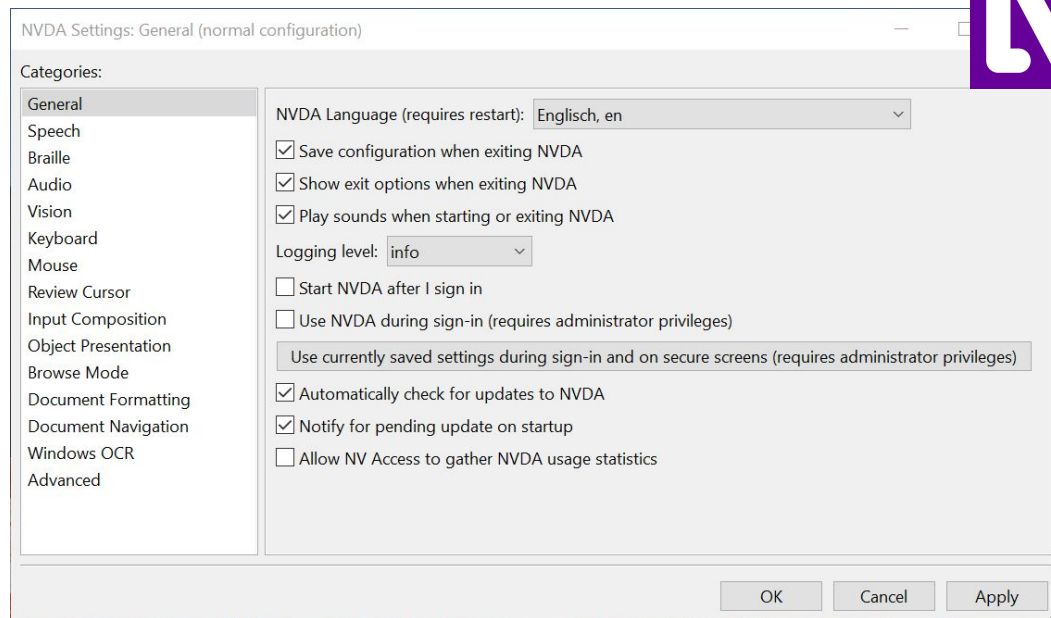 NVDA Settings: General (normal configuration)
Categories:
General
Speech
Braille
Audio
Vision
Keyboard
Mouse
Review Cursor
Input Composition
Object Presentation
Browse Mode
Document Formatting
Document Navigation
Windows OCR
Advanced
NVDA Language (requires restart): Englisch, en
Save configuration when exiting NVDA
Show exit options when exiting NVDA
Play sounds when starting or exiting NVDA
Logging level: info
Start NVDA after I sign in
Use NVDA during sign-in (requires administrator privileges)
Use currently saved settings during sign-in and on secure screens (requires administrator privileges)
Automatically check for updates to NVDA
Notify for pending update on startup
Allow NV Access to gather NVDA usage statistics
OK Cancel Apply